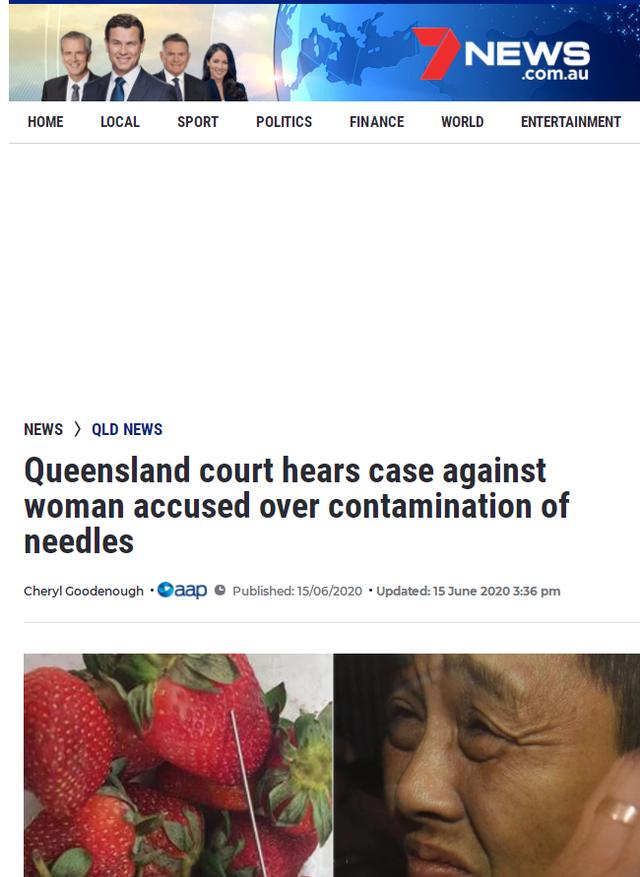 7NEWS
.com.au
HOME LOCAL SPORT POLITICS FINANCE WORLD ENTERTAINMENT
NEWS 〉 QLD NEWS
Queensland court hears case against
woman accused over contamination of
needles
Cheryl Goodenough • aap Published: 15/06/2020 • Updated: 15 June 2020 3:36 pm